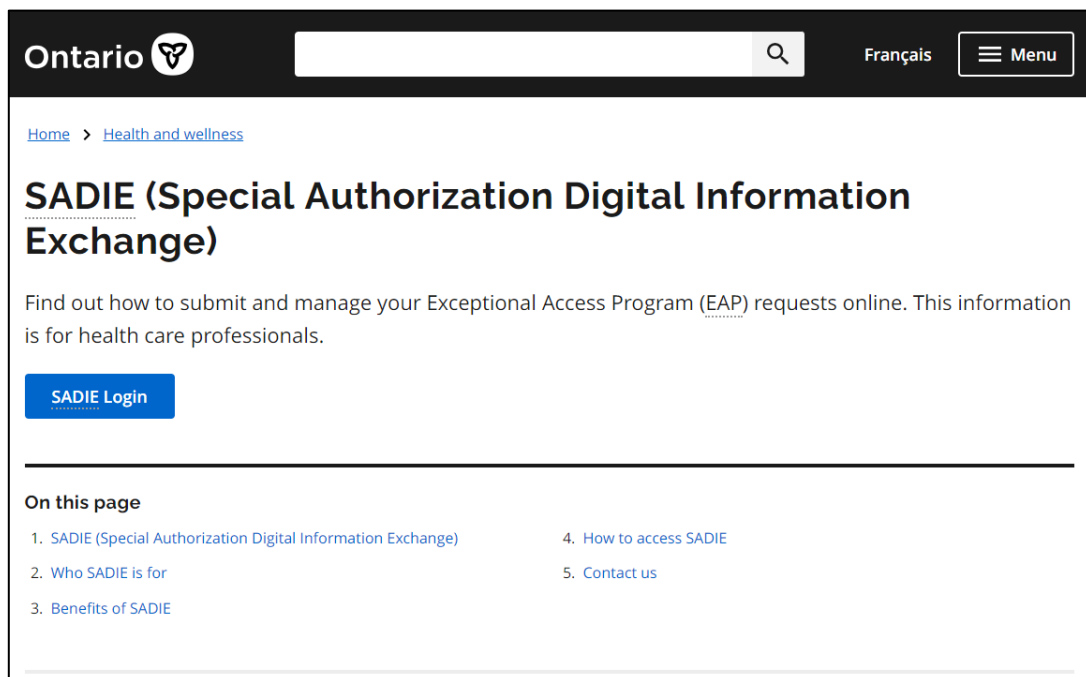 Ontario
Français
Menu
Home > Health and wellness
SADIE (Special Authorization Digital Information
Exchange)
Find out how to submit and manage your Exceptional Access Program (EAP) requests online. This information
is for health care professionals.
SADIE Login
On this page
1. SADIE (Special Authorization Digital Information Exchange)
2. Who SADIE is for
3. Benefits of SADIE
4. How to access SADIE
5. Contact us